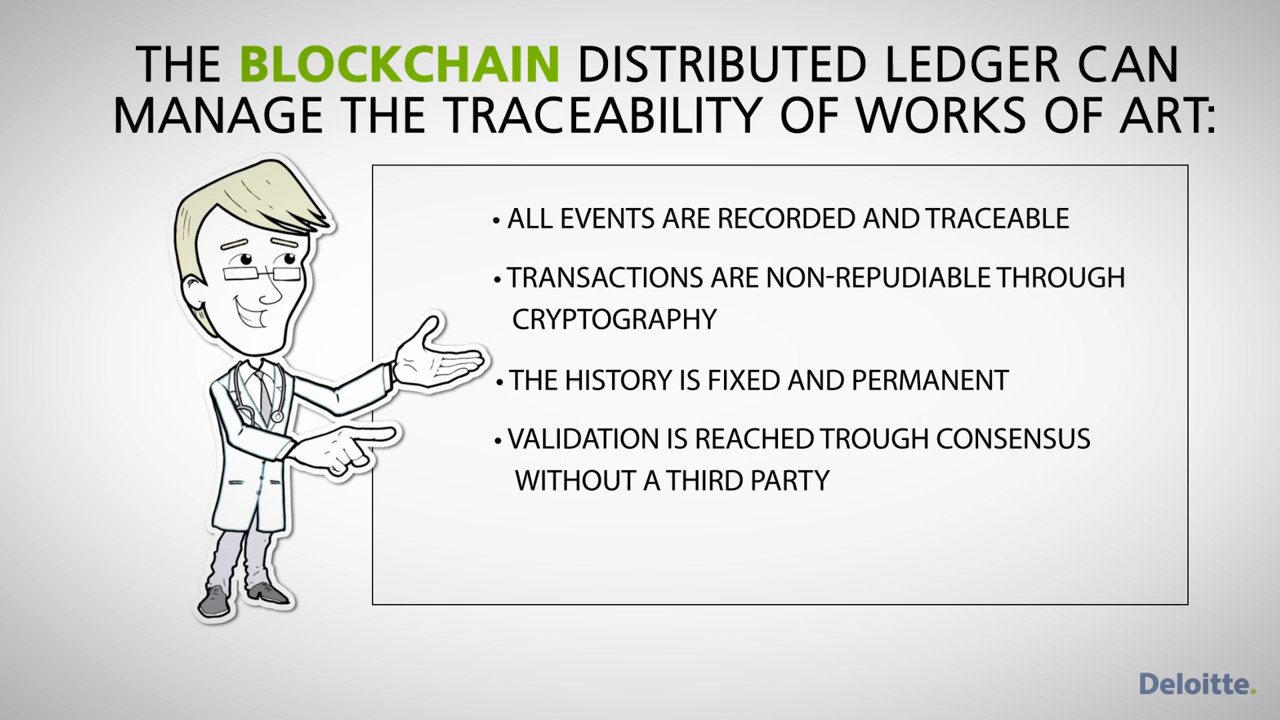 THE BLOCKCHAIN DISTRIBUTED LEDGER CAN
MANAGE THE TRACEABILITY OF WORKS OF ART:
• ALL EVENTS ARE RECORDED AND TRACEABLE
• TRANSACTIONS ARE NON-REPUDIABLE THROUGH
CRYPTOGRAPHY
• THE HISTORY IS FIXED AND PERMANENT
• VALIDATION IS REACHED TROUGH CONSENSUS
WITHOUT A THIRD PARTY
Deloitte.